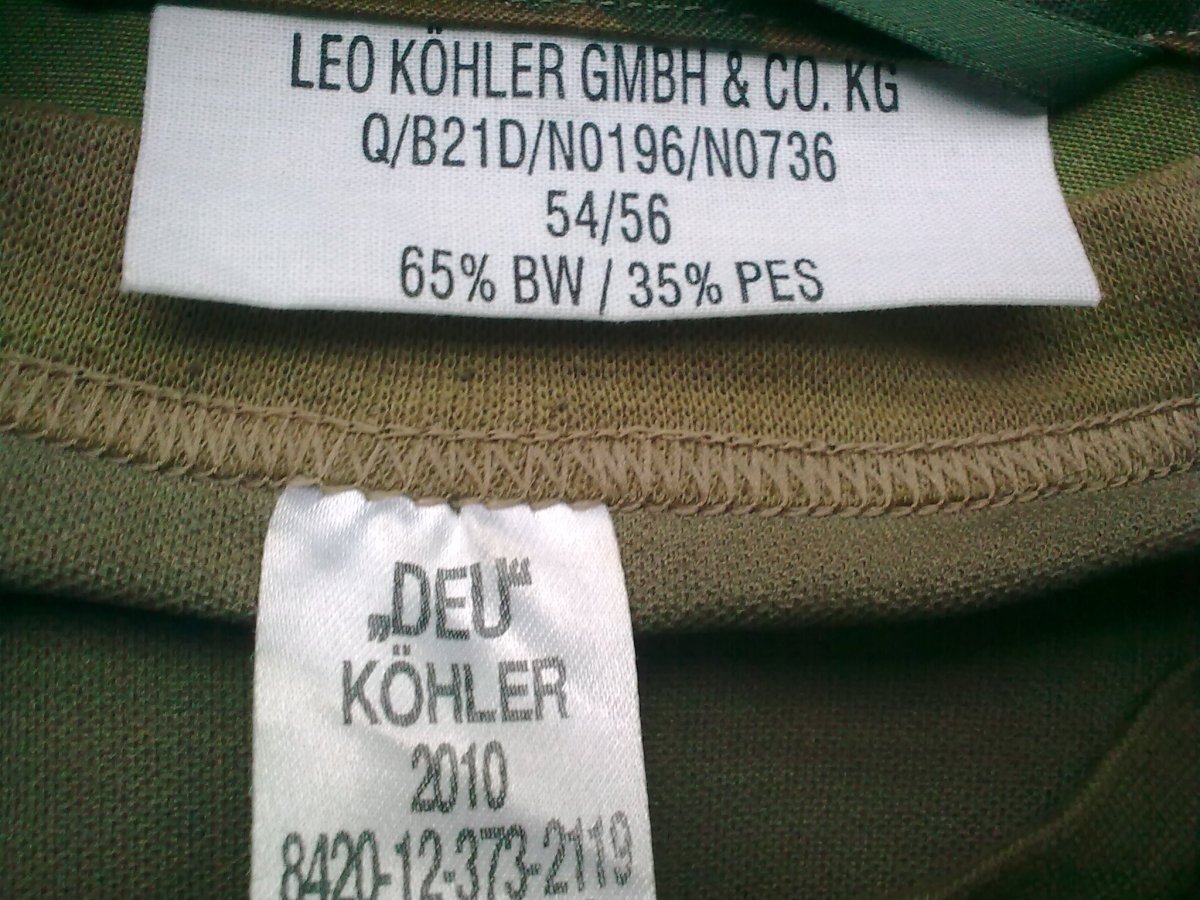 LEO KÖHLER GMBH & CO. KG
Q/B21D/N0196/N0736
54/56
65% BW / 35% PES
„DEU“
KÖHLER
2010
8420-12-373-2119